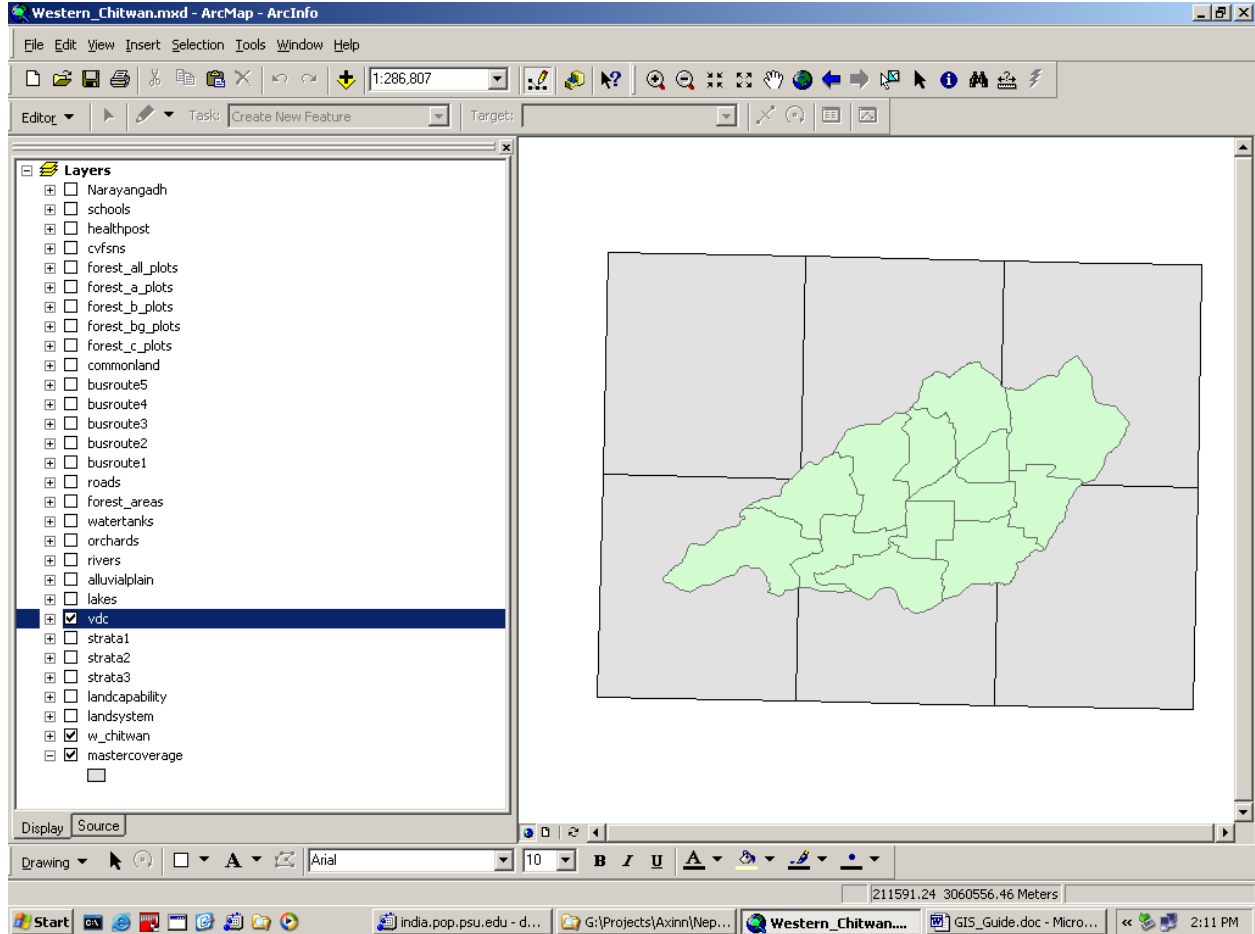 Western_Chitwan.mxd - ArcMap - ArcInfo
File Edit View Insert Selection Tools Window Help
1:286,807
Editor Task: Create New Feature Target:
Layers
Narayangadh
schools
healthpost
cvfsns
forest_all_plots
forest_a_plots
forest_b_plots
forest_bg_plots
forest_c_plots
commonland
busroute5
busroute4
busroute3
busroute2
busroute1
roads
forest_areas
watertanks
orchards
rivers
alluvialplain
lakes
vdc
strata1
strata2
strata3
landcapability
landsystem
w_chitwan
mastercoverage
Display Source
Drawing A Arial 10 B I U A
211591.24 3060556.46 Meters
Start india.pop.psu.edu - d... G:\Projects\Axinn\Nep... Western_Chitwan.... GIS_Guide.doc - Micro... 2:11 PM